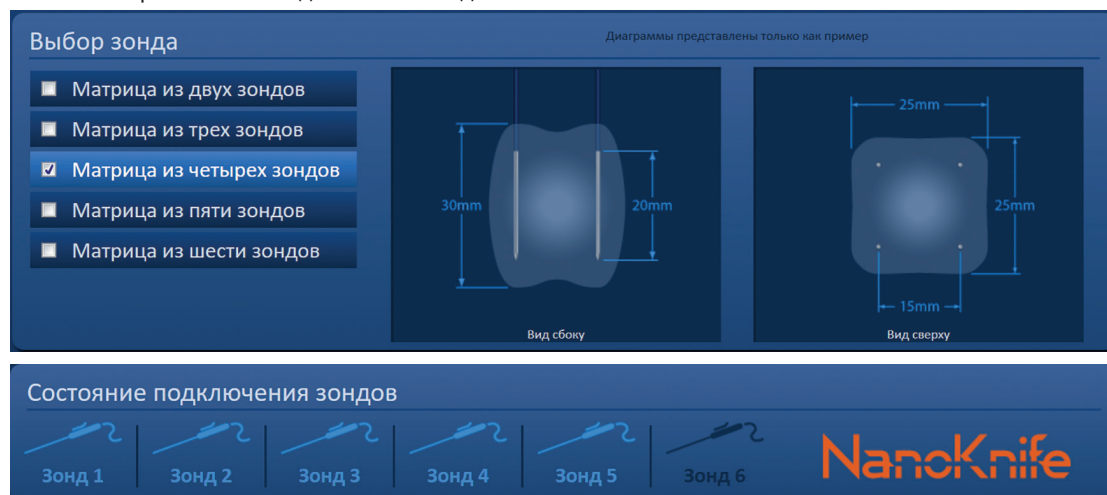 Выбор зонда
Диаграммы представлены только как пример
Матрица из двух зондов
Матрица из трех зондов
Матрица из четырех зондов
Матрица из пяти зондов
Матрица из шести зондов
30mm
20mm
Вид сбоку
25mm
25mm
15mm
Вид сверху
Состояние подключения зондов
Зонд 1
Зонд 2
Зонд 3
Зонд 4
Зонд 5
Зонд 6
NanoKnife